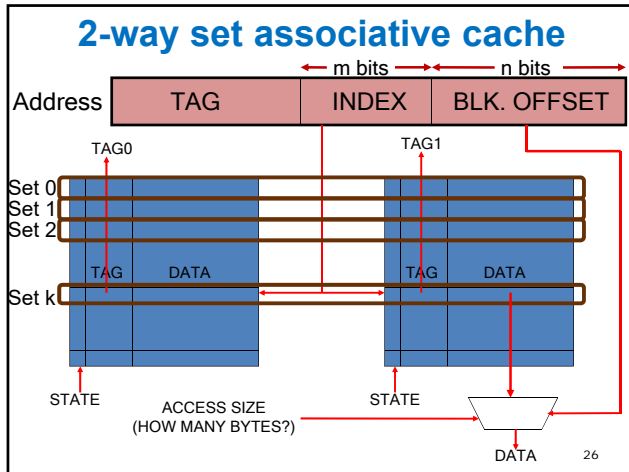 2-way set associative cache
m bits n bits
Address TAG INDEX BLK. OFFSET
TAG0 TAG1
Set 0
Set 1
Set 2
TAG DATA TAG DATA
Set k
STATE STATE
ACCESS SIZE
(HOW MANY BYTES?)
DATA 26